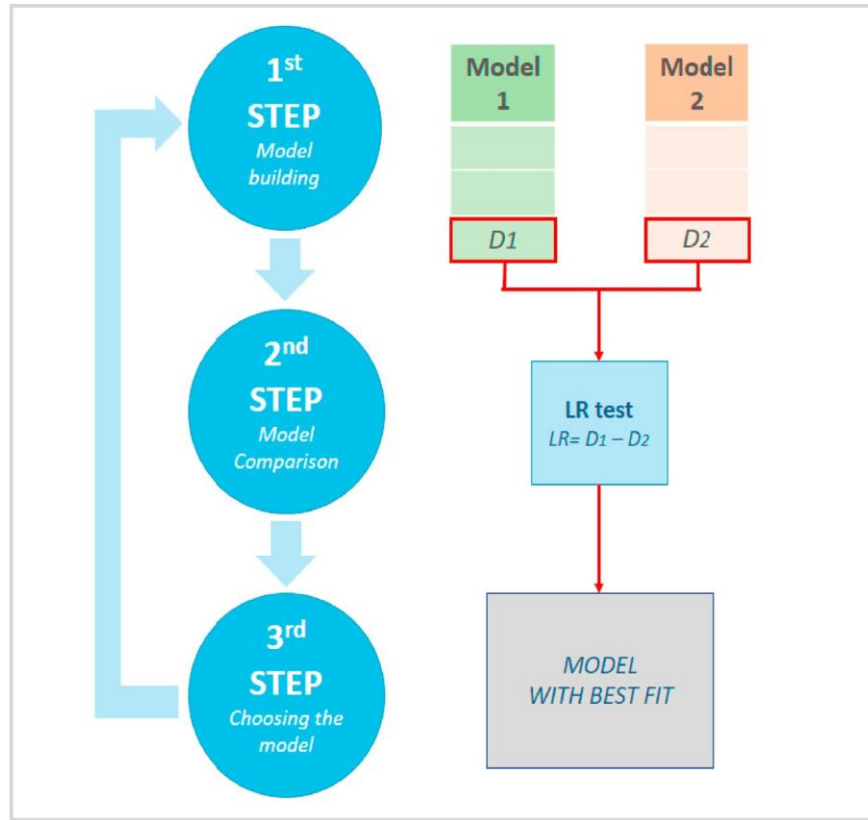 1st
STEP
Model
building
2nd
STEP
Model
Comparison
3rd
STEP
Choosing the
model
Model
1
Model
2
D1
D2
LR test
LR= D1 – D2
MODEL
WITH BEST FIT